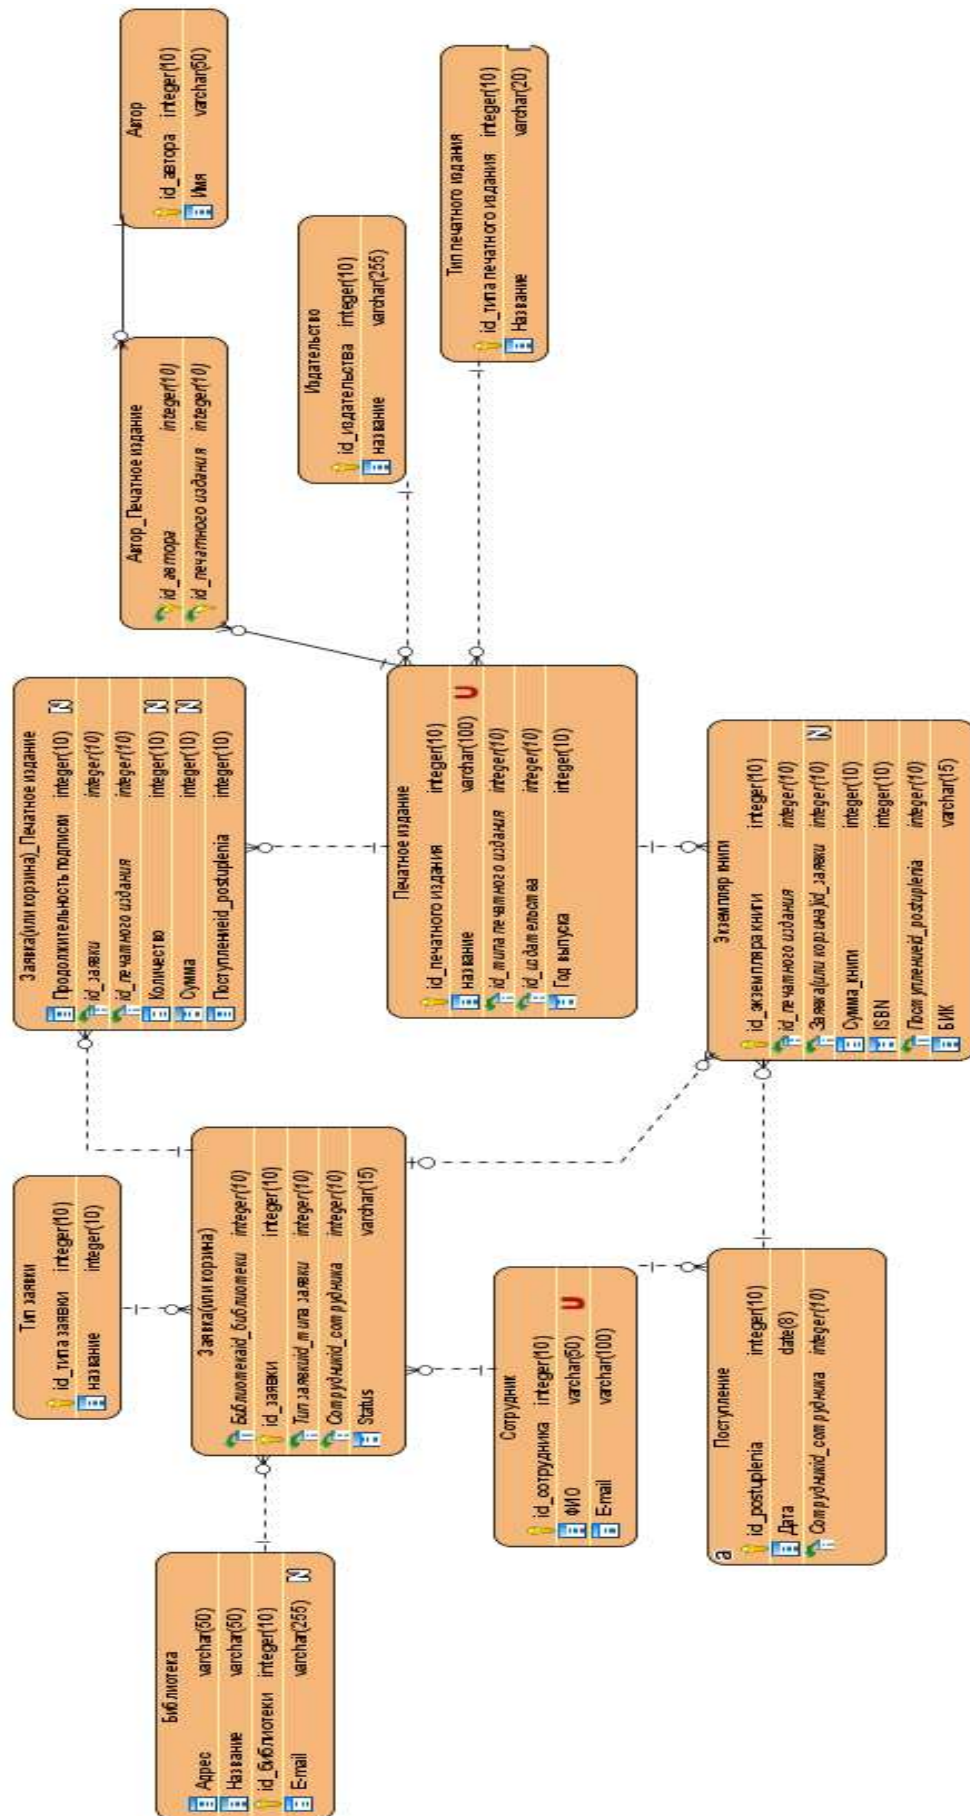 Библиотека
Адрес varchar(50)
Название varchar(50)
id_библиотеки integer(10)
E-mail varchar(255) N
Тип заявки
id_типа заявки integer(10)
название integer(10)
Заявка(или корзина)
Библиотекаid_библиотеки integer(10)
id_заявки integer(10)
Тип заявкиid_типа заявки integer(10)
Сотрудникid_сотрудника integer(10)
Status varchar(15)
Сотрудник
id_сотрудника integer(10)
ФИО varchar(50) U
E-mail varchar(100)
a
Поступление
id_postuplenia integer(10)
Дата date(8)
Сотрудникid_сотрудника integer(10)
Заявка(или корзина)_Печатное издание
Продолжительность подписки integer(10) N
id_заявки integer(10)
id_печатного издания integer(10)
Количество integer(10) N
Сумма integer(10) N
Поступлениеid_postuplenia integer(10)
Печатное издание
id_печатного издания integer(10)
название varchar(100) U
id_типа печатного издания integer(10)
id_издательства integer(10)
Год выпуска integer(10)
Экземпляр книги
id_экземпляра книги integer(10)
id_печатного издания integer(10)
Заявка(или корзина)id_заявки integer(10) N
Сумма_книги integer(10)
ISBN integer(10)
Поступлениеid_postuplenia integer(10)
БИК varchar(15)
Автор_Печатное издание
id_автора integer(10)
id_печатного издания integer(10)
Автор
id_автора integer(10)
Имя varchar(50)
Издательство
id_издательства integer(10)
название varchar(255)
Тип печатного издания
id_типа печатного издания integer(10)
Название varchar(20)